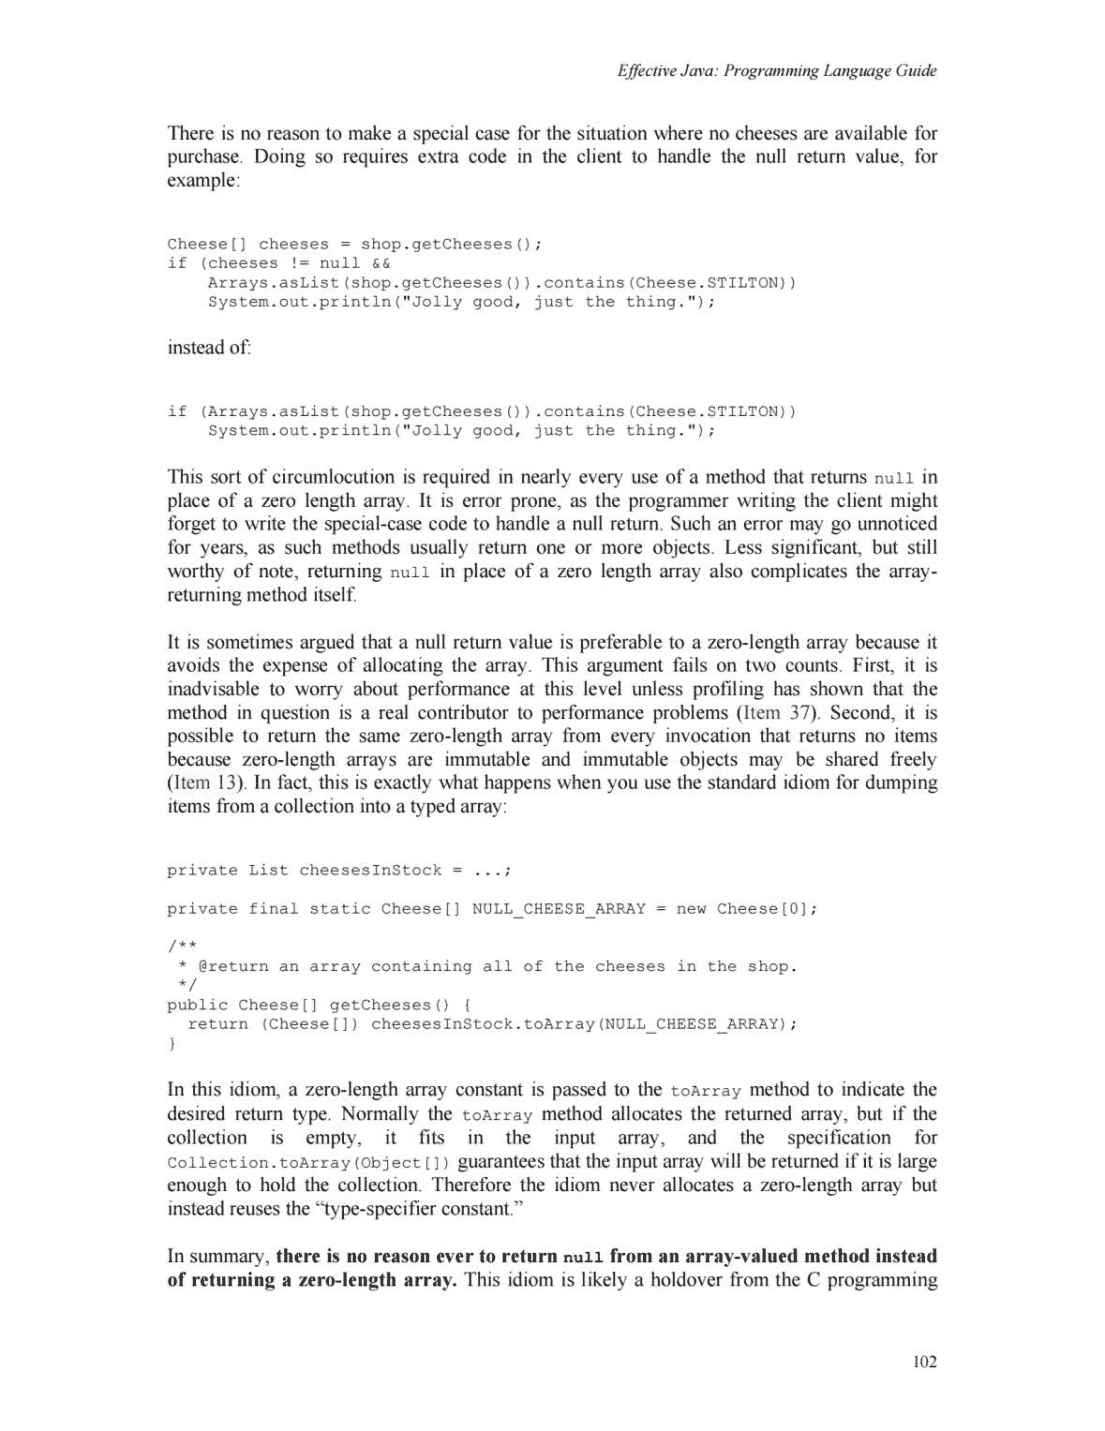 Effective Java: Programming Language Guide
There is no reason to make a special case for the situation where no cheeses are available for
purchase. Doing so requires extra code in the client to handle the null return value, for
example:
Cheese[] cheeses = shop.getCheeses();
if (cheeses != null &&
    Arrays.asList(shop.getCheeses()).contains(Cheese.STILTON))
    System.out.println("Jolly good, just the thing.");
instead of:
if (Arrays.asList(shop.getCheeses()).contains(Cheese.STILTON))
    System.out.println("Jolly good, just the thing.");
This sort of circumlocution is required in nearly every use of a method that returns null in
place of a zero length array. It is error prone, as the programmer writing the client might
forget to write the special-case code to handle a null return. Such an error may go unnoticed
for years, as such methods usually return one or more objects. Less significant, but still
worthy of note, returning null in place of a zero length array also complicates the array-
returning method itself.
It is sometimes argued that a null return value is preferable to a zero-length array because it
avoids the expense of allocating the array. This argument fails on two counts. First, it is
inadvisable to worry about performance at this level unless profiling has shown that the
method in question is a real contributor to performance problems (Item 37). Second, it is
possible to return the same zero-length array from every invocation that returns no items
because zero-length arrays are immutable and immutable objects may be shared freely
(Item 13). In fact, this is exactly what happens when you use the standard idiom for dumping
items from a collection into a typed array:
private List cheesesInStock = ...;
private final static Cheese[] NULL_CHEESE_ARRAY = new Cheese[0];
/**
 * @return an array containing all of the cheeses in the shop.
 */
public Cheese[] getCheeses() {
  return (Cheese[]) cheesesInStock.toArray(NULL_CHEESE_ARRAY);
}
In this idiom, a zero-length array constant is passed to the toArray method to indicate the
desired return type. Normally the toArray method allocates the returned array, but if the
collection is empty, it fits in the input array, and the specification for
Collection.toArray(Object[]) guarantees that the input array will be returned if it is large
enough to hold the collection. Therefore the idiom never allocates a zero-length array but
instead reuses the “type-specifier constant.”
In summary, there is no reason ever to return null from an array-valued method instead
of returning a zero-length array. This idiom is likely a holdover from the C programming
102